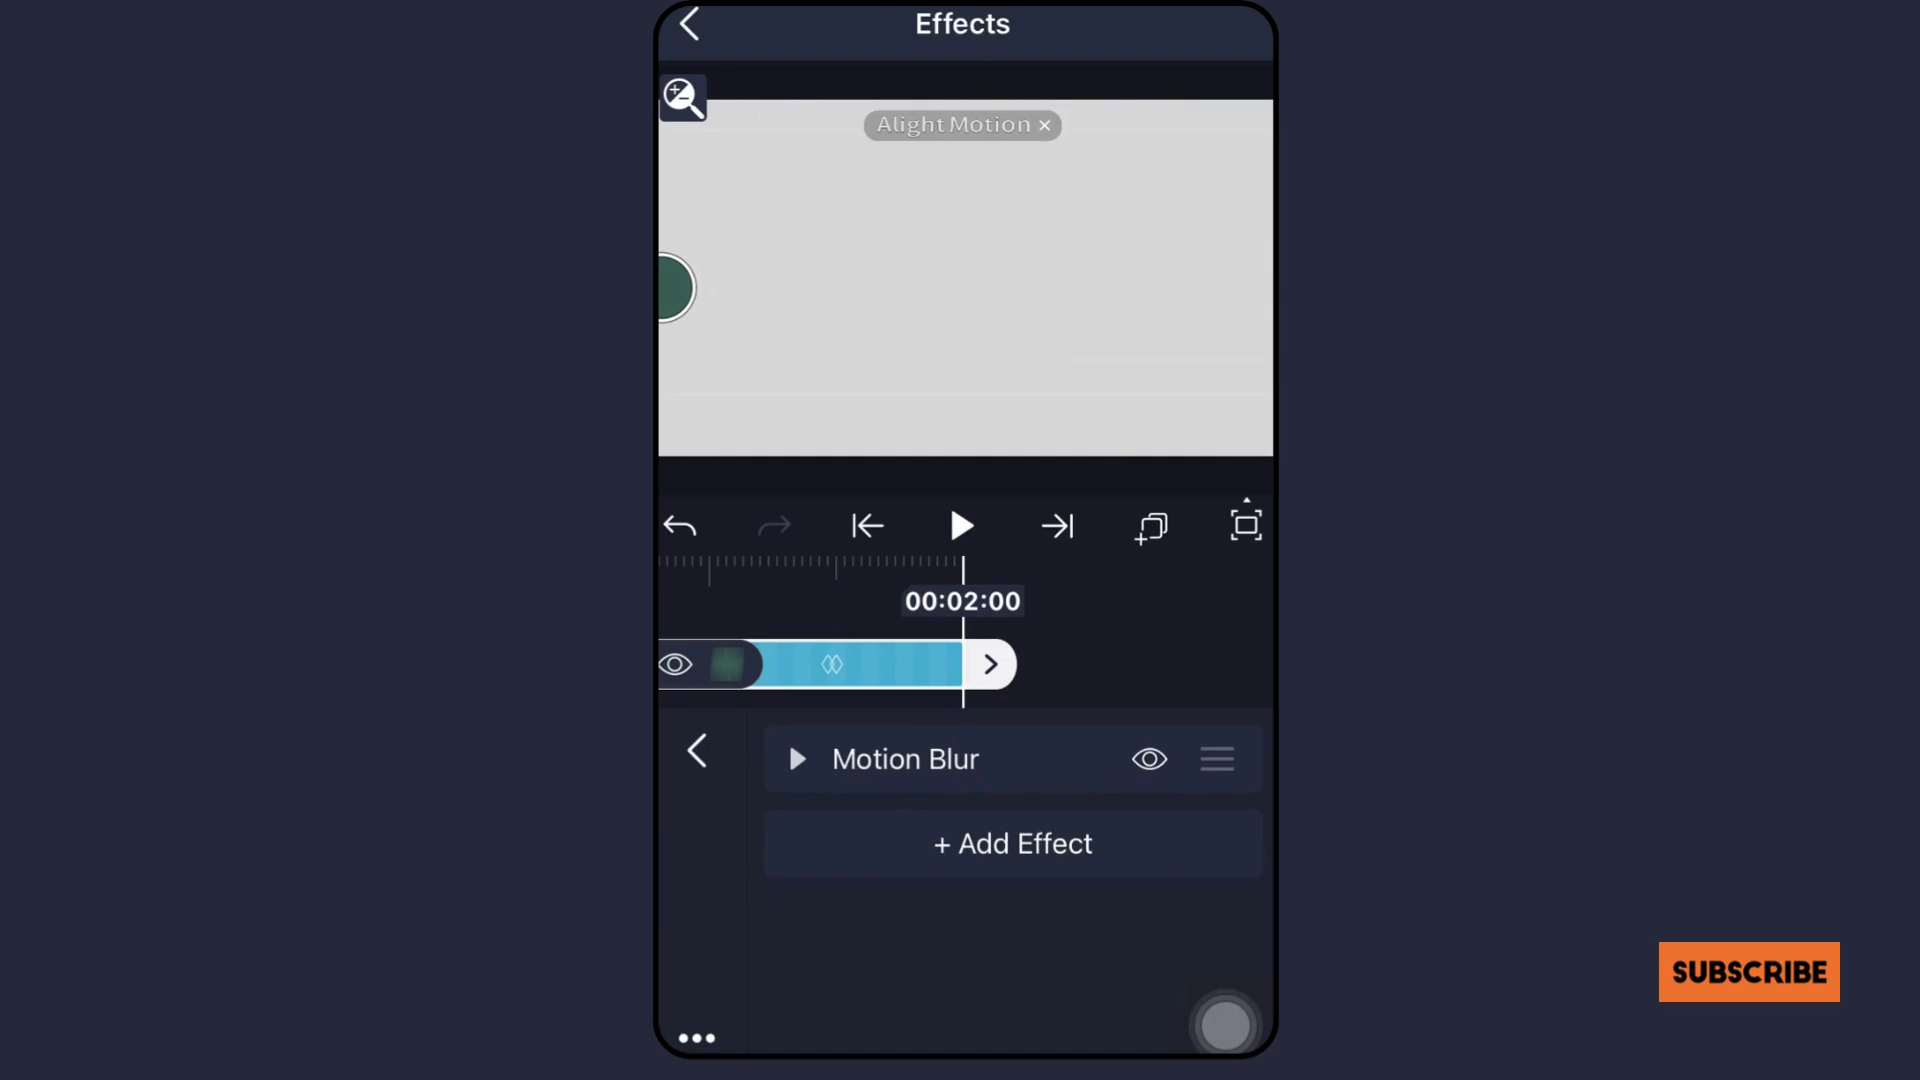 Effects
Alight Motion ×
00:02:00
Motion Blur
+ Add Effect
SUBSCRIBE